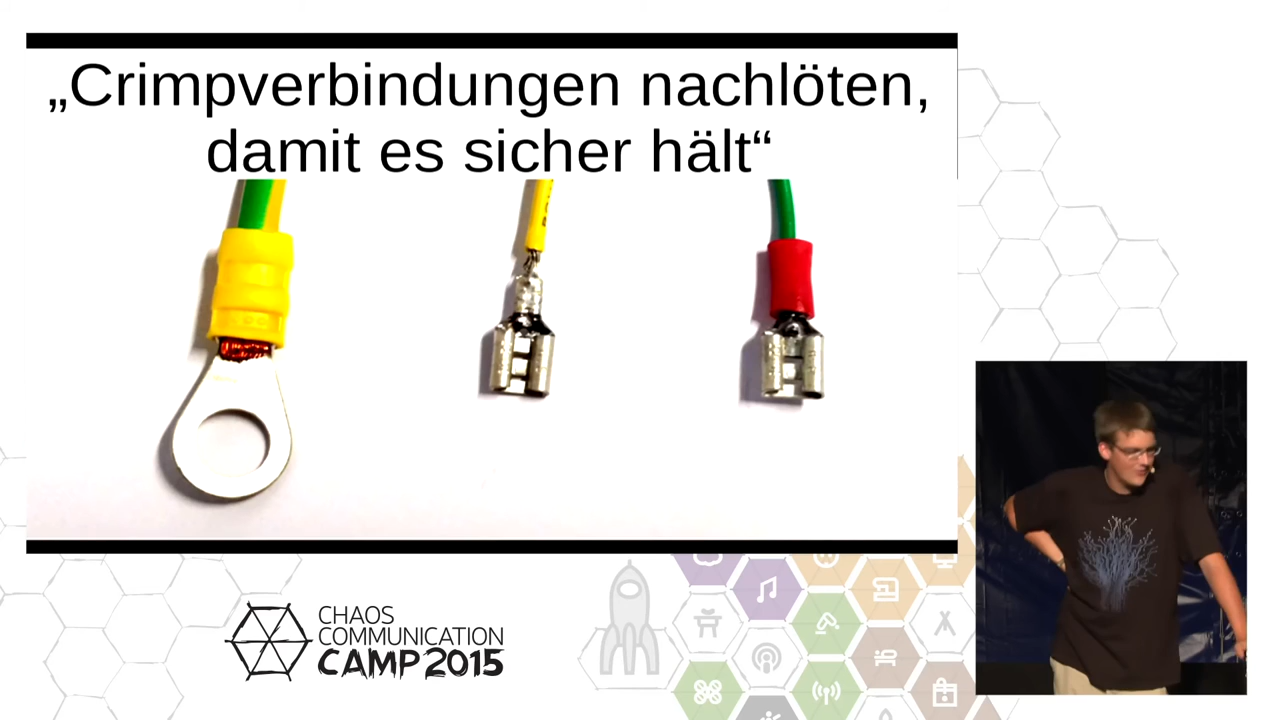 „Crimpverbindungen nachlöten,
damit es sicher hält“
CHAOS
COMMUNICATION
CAMP 2015